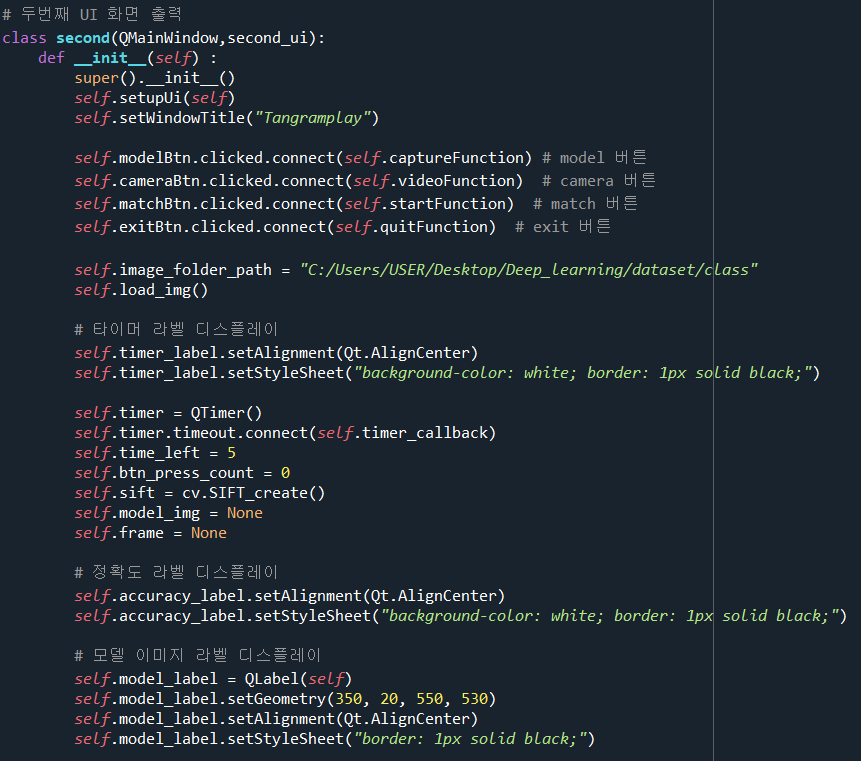 # 두번째 UI 화면 출력
class second(QMainWindow,second_ui):
    def __init__(self) :
        super().__init__()
        self.setupUi(self)
        self.setWindowTitle("Tangramplay")

        self.modelBtn.clicked.connect(self.captureFunction) # model 버튼
        self.cameraBtn.clicked.connect(self.videoFunction)  # camera 버튼
        self.matchBtn.clicked.connect(self.startFunction)  # match 버튼
        self.exitBtn.clicked.connect(self.quitFunction)  # exit 버튼

        self.image_folder_path = "C:/Users/USER/Desktop/Deep_learning/dataset/class"
        self.load_img()

        # 타이머 라벨 디스플레이
        self.timer_label.setAlignment(Qt.AlignCenter)
        self.timer_label.setStyleSheet("background-color: white; border: 1px solid black;")

        self.timer = QTimer()
        self.timer.timeout.connect(self.timer_callback)
        self.time_left = 5
        self.btn_press_count = 0
        self.sift = cv.SIFT_create()
        self.model_img = None
        self.frame = None

        # 정확도 라벨 디스플레이
        self.accuracy_label.setAlignment(Qt.AlignCenter)
        self.accuracy_label.setStyleSheet("background-color: white; border: 1px solid black;")

        # 모델 이미지 라벨 디스플레이
        self.model_label = QLabel(self)
        self.model_label.setGeometry(350, 20, 550, 530)
        self.model_label.setAlignment(Qt.AlignCenter)
        self.model_label.setStyleSheet("border: 1px solid black;")